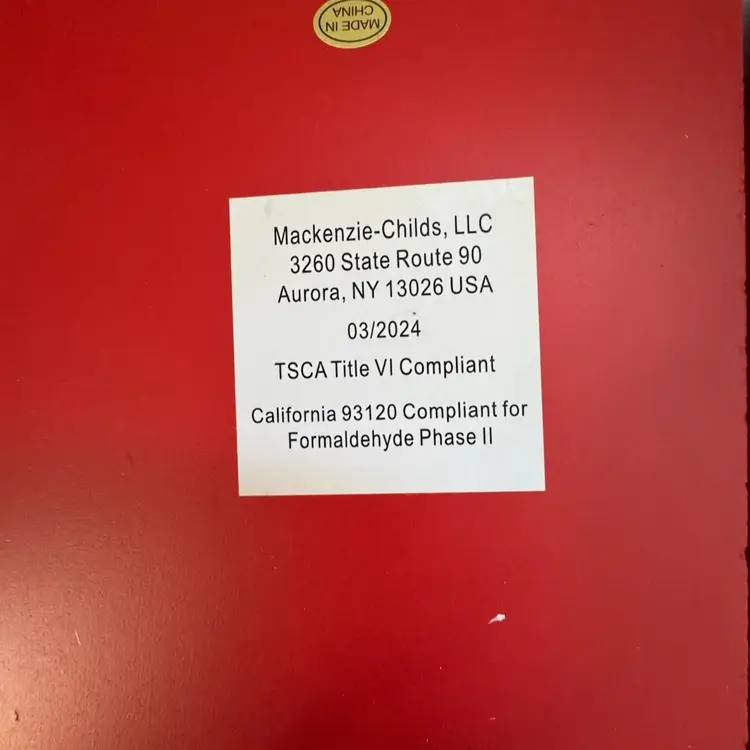 MADE IN
CHINA
Mackenzie-Childs, LLC
3260 State Route 90
Aurora, NY 13026 USA
03/2024
TSCA Title VI Compliant
California 93120 Compliant for
Formaldehyde Phase II